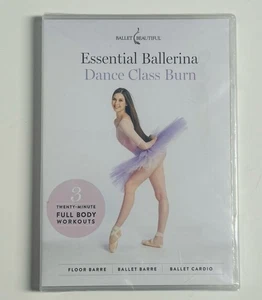 BALLET BEAUTIFUL
Essential Ballerina
Dance Class Burn
3
TWENTY-MINUTE
FULL BODY
WORKOUTS
FLOOR BARRE BALLET BARRE BALLET CARDIO